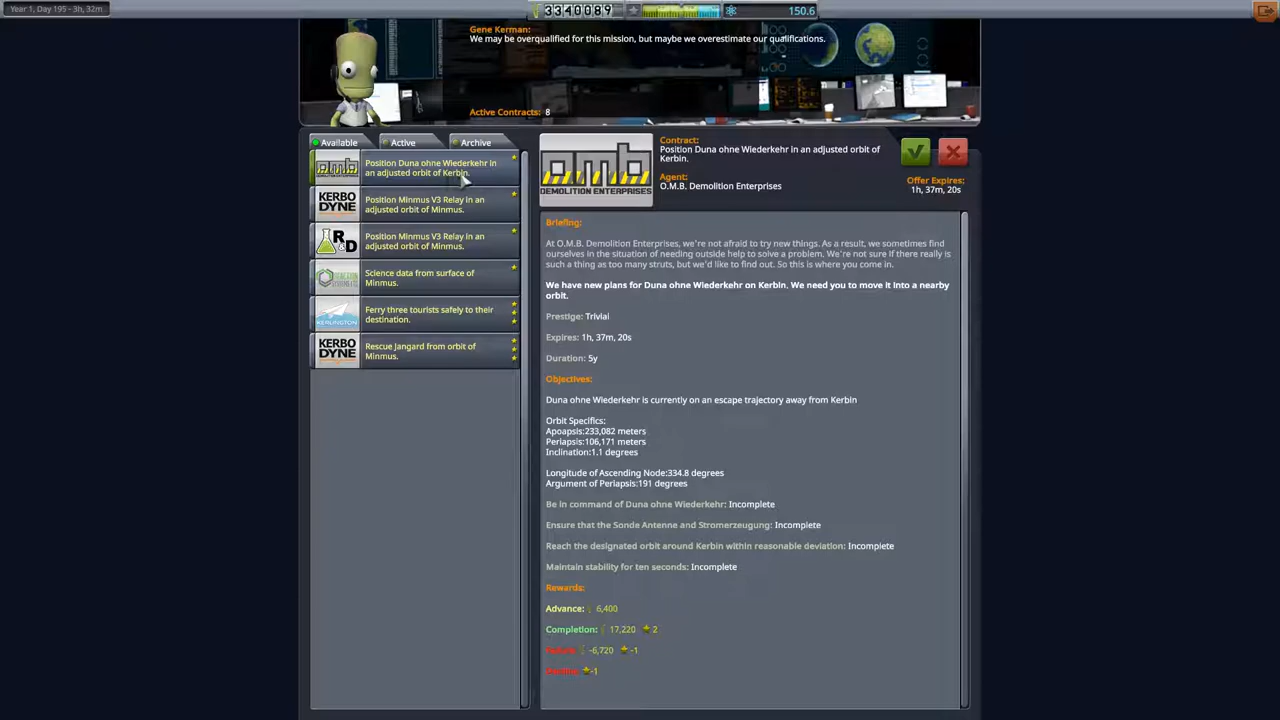 Year 1, Day 195 - 3h, 32m
3340089
150.6
Gene Kerman:
We may be overqualified for this mission, but maybe we overestimate our qualifications.
Active Contracts: 8
Available
Active
Archive
Position Duna ohne Wiederkehr in
an adjusted orbit of Kerbin.
KERBO
DYNE
Position Minmus V3 Relay in an
adjusted orbit of Minmus.
R&D
Position Minmus V3 Relay in an
adjusted orbit of Minmus.
Science data from surface of
Minmus.
KERLINGTON
Ferry three tourists safely to their
destination.
KERBO
DYNE
Rescue Jangard from orbit of
Minmus.
omb
DEMOLITION ENTERPRISES
Contract:
Position Duna ohne Wiederkehr in an adjusted orbit of
Kerbin.
Agent:
O.M.B. Demolition Enterprises
Offer Expires:
1h, 37m, 20s
Briefing:
At O.M.B. Demolition Enterprises, we're not afraid to try new things. As a result, we sometimes find
ourselves in the situation of needing outside help to solve a problem. We're not sure if there really is
such a thing as too many struts, but we'd like to find out. So this is where you come in.
We have new plans for Duna ohne Wiederkehr on Kerbin. We need you to move it into a nearby
orbit.
Prestige: Trivial
Expires: 1h, 37m, 20s
Duration: 5y
Objectives:
Duna ohne Wiederkehr is currently on an escape trajectory away from Kerbin
Orbit Specifics:
Apoapsis:233,082 meters
Periapsis:106,171 meters
Inclination:1.1 degrees
Longitude of Ascending Node:334.8 degrees
Argument of Periapsis:191 degrees
Be in command of Duna ohne Wiederkehr: Incomplete
Ensure that the Sonde Antenne and Stromerzeugung: Incomplete
Reach the designated orbit around Kerbin within reasonable deviation: Incomplete
Maintain stability for ten seconds: Incomplete
Rewards:
Advance: 6,400
Completion: 17,220 2
Failure: -6,720 -1
Decline: -1